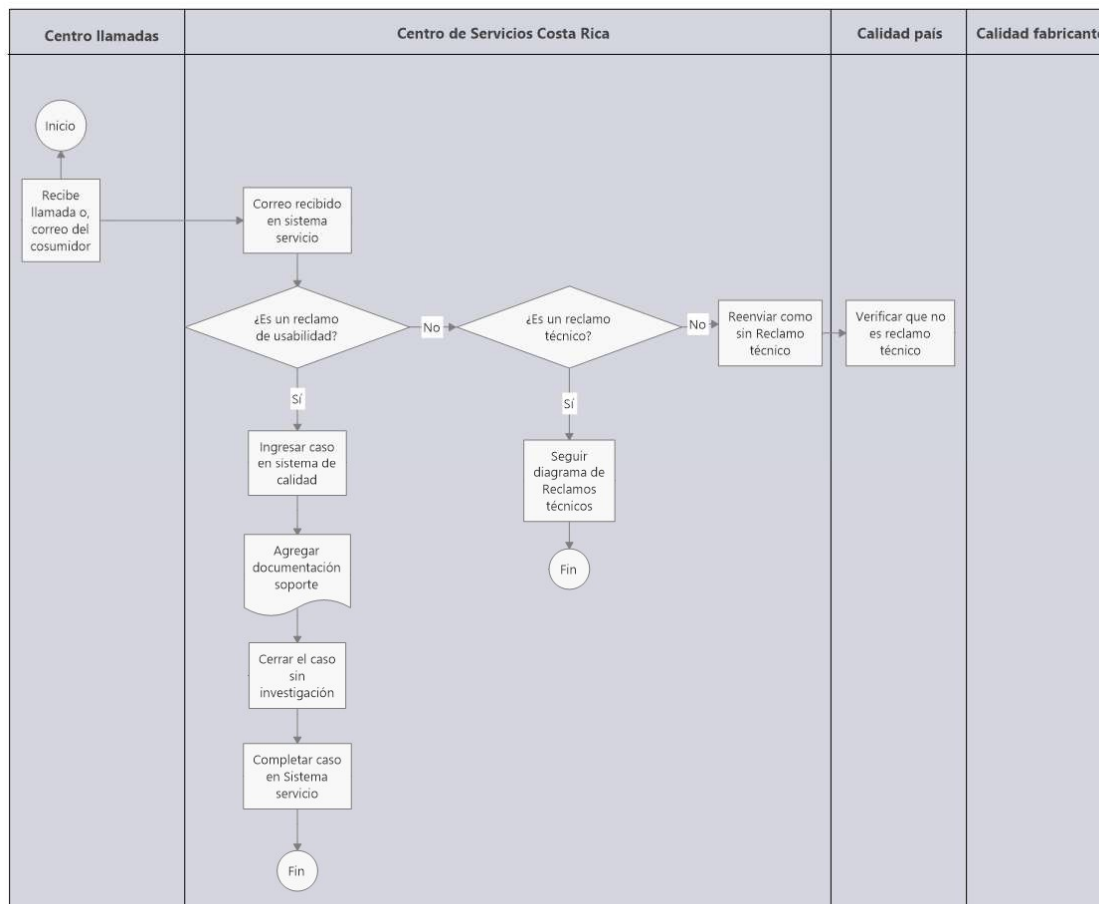 Centro llamadas
Centro de Servicios Costa Rica
Calidad país
Calidad fabricante
Inicio
Recibe
llamada o,
correo del
cosumidor
Correo recibido
en sistema
servicio
¿Es un reclamo
de usabilidad?
No
¿Es un reclamo
técnico?
No
Reenviar como
sin Reclamo
técnico
Verificar que no
es reclamo
técnico
Sí
Ingresar caso
en sistema de
calidad
Agregar
documentación
soporte
Cerrar el caso
sin
investigación
Completar caso
en Sistema
servicio
Fin
Sí
Seguir
diagrama de
Reclamos
técnicos
Fin